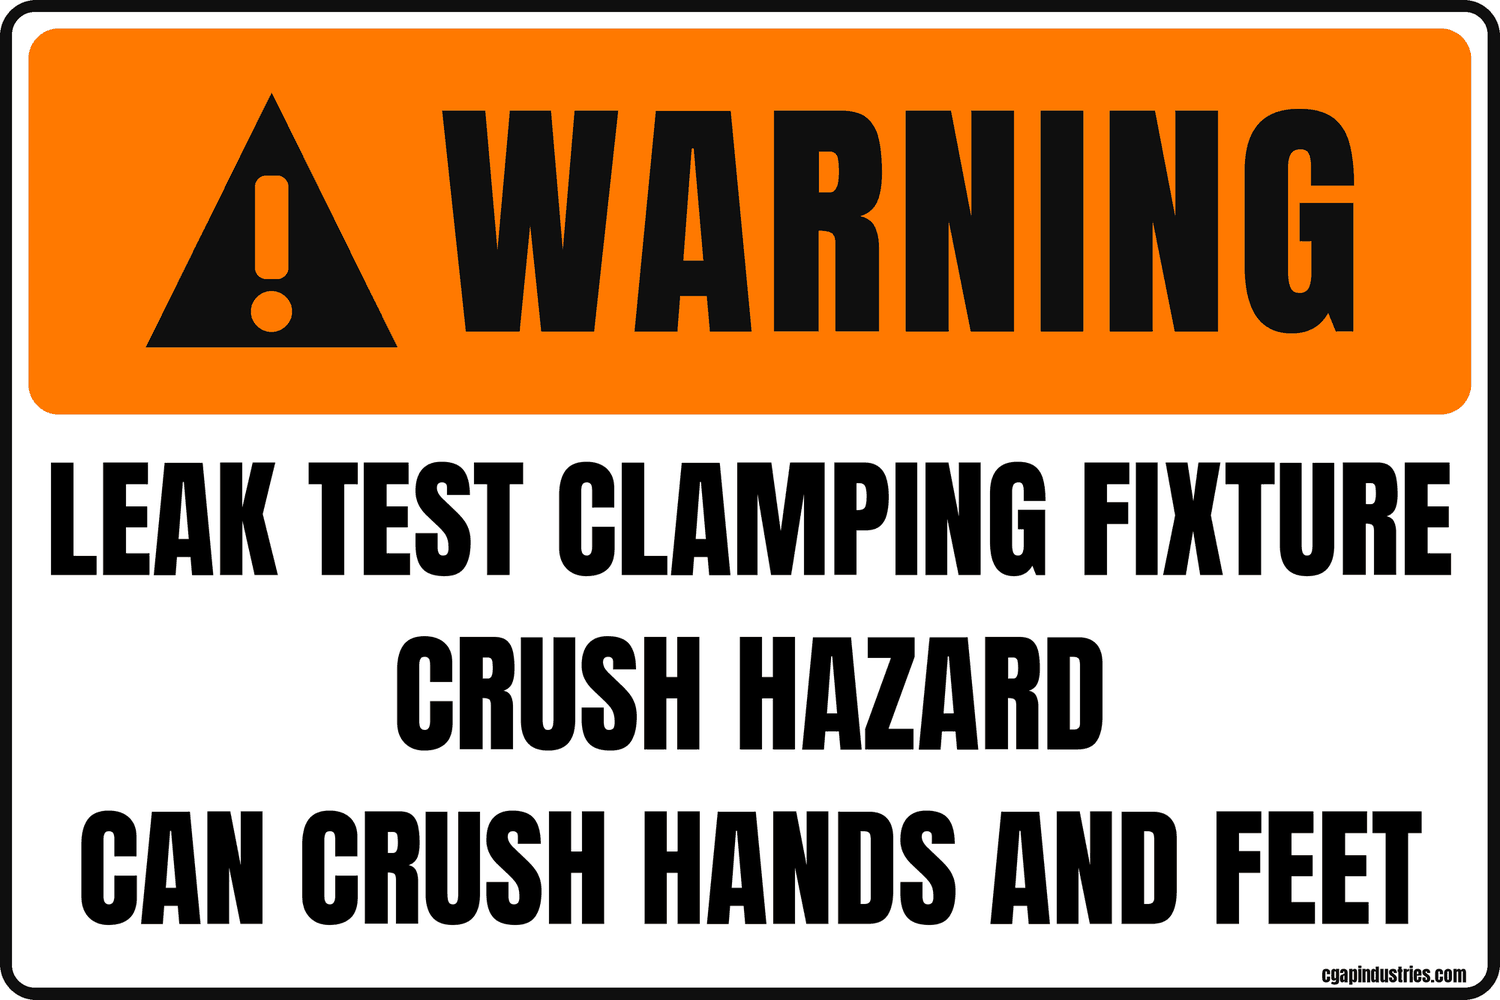 WARNING
LEAK TEST CLAMPING FIXTURE
CRUSH HAZARD
CAN CRUSH HANDS AND FEET
cgapindustries.com